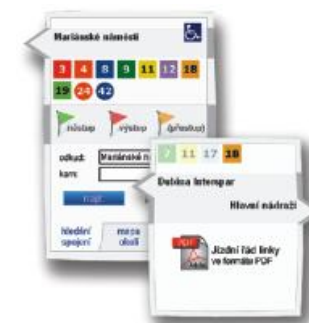 Mariánské náměstí
3 4 8 9 11 12 18
19 24 42
nástup výstup (přestup)
odkud: Mariánské n
kam:
najít
hledání mapa
spojení okolí
7 11 17 18
Dubina Interspar
Hlavní nádraží
PDF Jízdní řád linky
ve formátu PDF